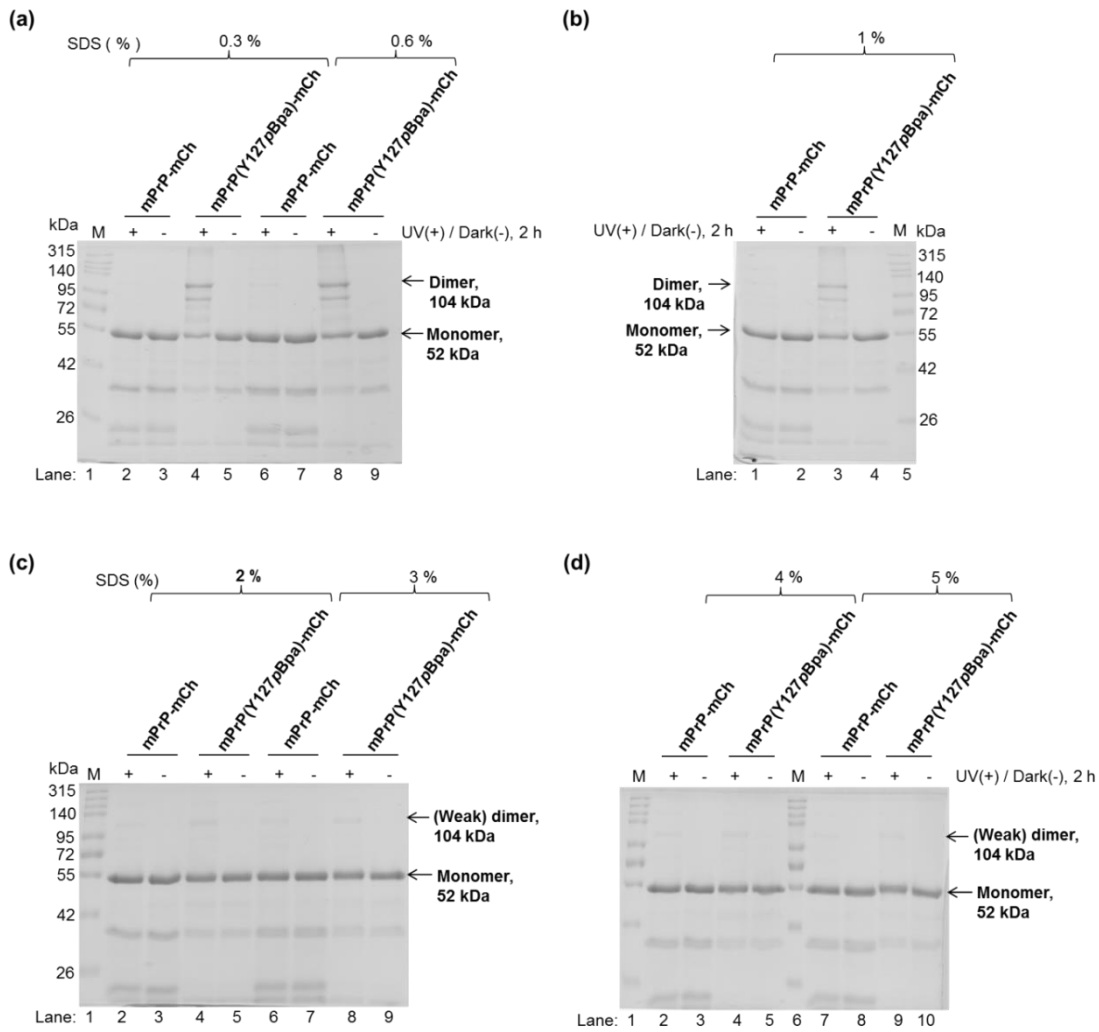 (a)
SDS ( % )
0.3 %
0.6 %
mPrP-mCh
mPrP(Y127pBpa)-mCh
mPrP-mCh
mPrP(Y127pBpa)-mCh
kDa
M + - + - + - + -
UV(+) / Dark(-), 2 h
315
140
95
72
55
42
26
Dimer,
104 kDa
Monomer,
52 kDa
Lane: 1 2 3 4 5 6 7 8 9
(b)
1 %
mPrP-mCh
mPrP(Y127pBpa)-mCh
UV(+) / Dark(-), 2 h
+ - + - M kDa
315
140
95
72
55
42
26
Dimer,
104 kDa
Monomer,
52 kDa
Lane: 1 2 3 4 5
(c)
SDS (%)
2 %
3 %
mPrP-mCh
mPrP(Y127pBpa)-mCh
mPrP-mCh
mPrP(Y127pBpa)-mCh
kDa
M + - + - + - + -
315
140
95
72
55
42
26
(Weak) dimer,
104 kDa
Monomer,
52 kDa
Lane: 1 2 3 4 5 6 7 8 9
(d)
4 %
5 %
mPrP-mCh
mPrP(Y127pBpa)-mCh
mPrP-mCh
mPrP(Y127pBpa)-mCh
M + - + - M + - + -
UV(+) / Dark(-), 2 h
(Weak) dimer,
104 kDa
Monomer,
52 kDa
Lane: 1 2 3 4 5 6 7 8 9 10